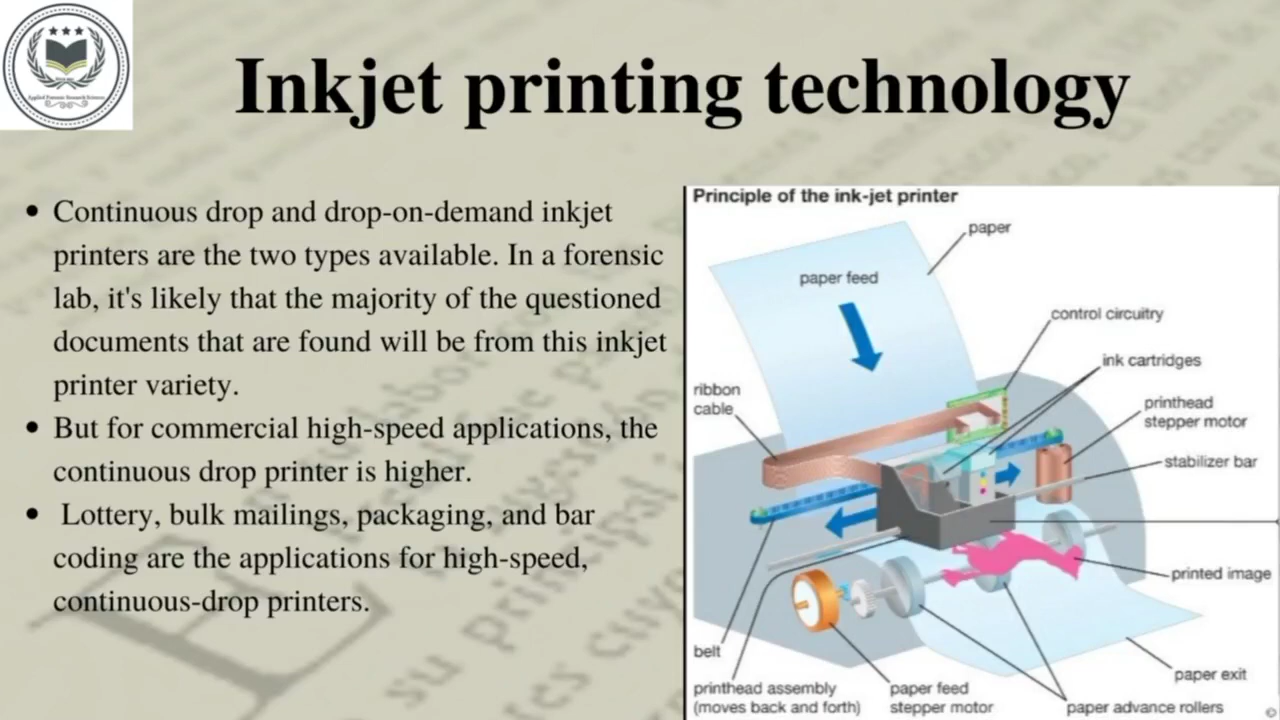 Applied Forensic Research Sciences
Inkjet printing technology
• Continuous drop and drop-on-demand inkjet
printers are the two types available. In a forensic
lab, it's likely that the majority of the questioned
documents that are found will be from this inkjet
printer variety.
• But for commercial high-speed applications, the
continuous drop printer is higher.
• Lottery, bulk mailings, packaging, and bar
coding are the applications for high-speed,
continuous-drop printers.
Principle of the ink-jet printer
paper
paper feed
control circuitry
ink cartridges
ribbon
cable
printhead
stepper motor
stabilizer bar
printed image
belt
paper exit
printhead assembly
(moves back and forth)
paper feed
stepper motor
paper advance rollers
©